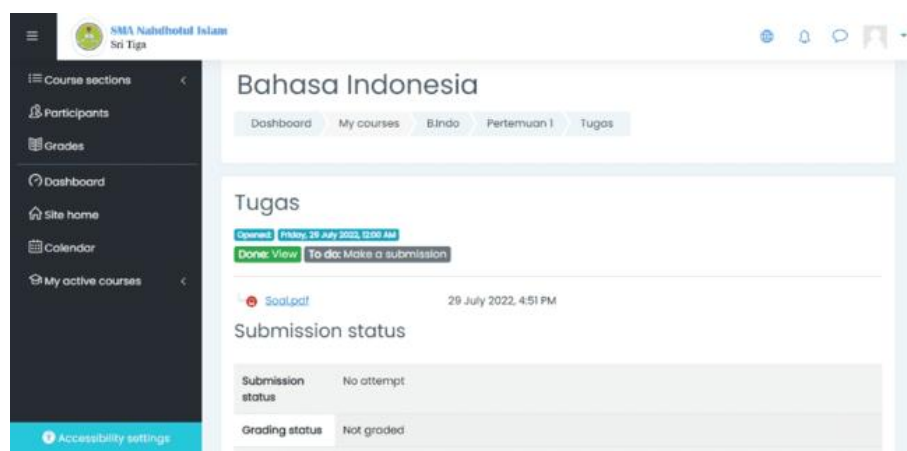 SMA Nahdhotul Islam
Sri Tiga
Course sections
Participants
Grades
Dashboard
Site home
Calendar
My active courses
Accessibility settings
Bahasa Indonesia
Dashboard My courses B.Indo Pertemuan 1 Tugas
Tugas
Opened: Friday, 29 July 2022, 12:00 AM
Done: View To do: Make a submission
Soal.pdf 29 July 2022, 4:51 PM
Submission status
Submission status No attempt
Grading status Not graded